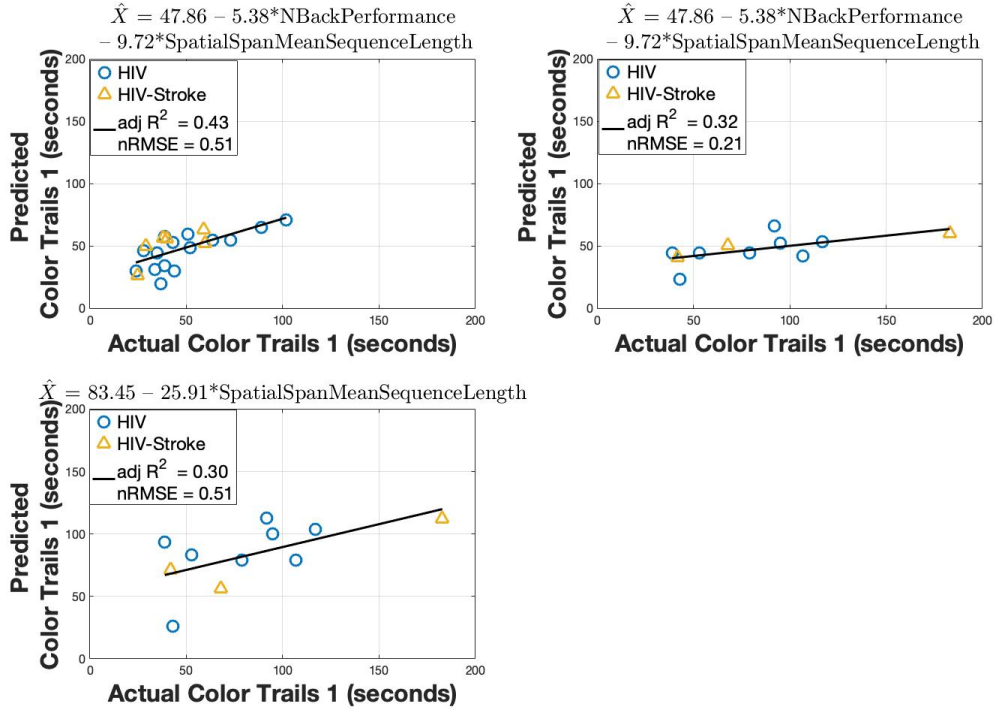 X̂ = 47.86 – 5.38*NBackPerformance
– 9.72*SpatialSpanMeanSequenceLength
200
150
100
50
0
0
50
100
150
200
HIV
HIV-Stroke
adj R² = 0.43
nRMSE = 0.51
Predicted
Color Trails 1 (seconds)
Actual Color Trails 1 (seconds)
X̂ = 47.86 – 5.38*NBackPerformance
– 9.72*SpatialSpanMeanSequenceLength
200
150
100
50
0
0
50
100
150
200
HIV
HIV-Stroke
adj R² = 0.32
nRMSE = 0.21
Predicted
Color Trails 1 (seconds)
Actual Color Trails 1 (seconds)
X̂ = 83.45 – 25.91*SpatialSpanMeanSequenceLength
200
150
100
50
0
0
50
100
150
200
HIV
HIV-Stroke
adj R² = 0.30
nRMSE = 0.51
Predicted
Color Trails 1 (seconds)
Actual Color Trails 1 (seconds)